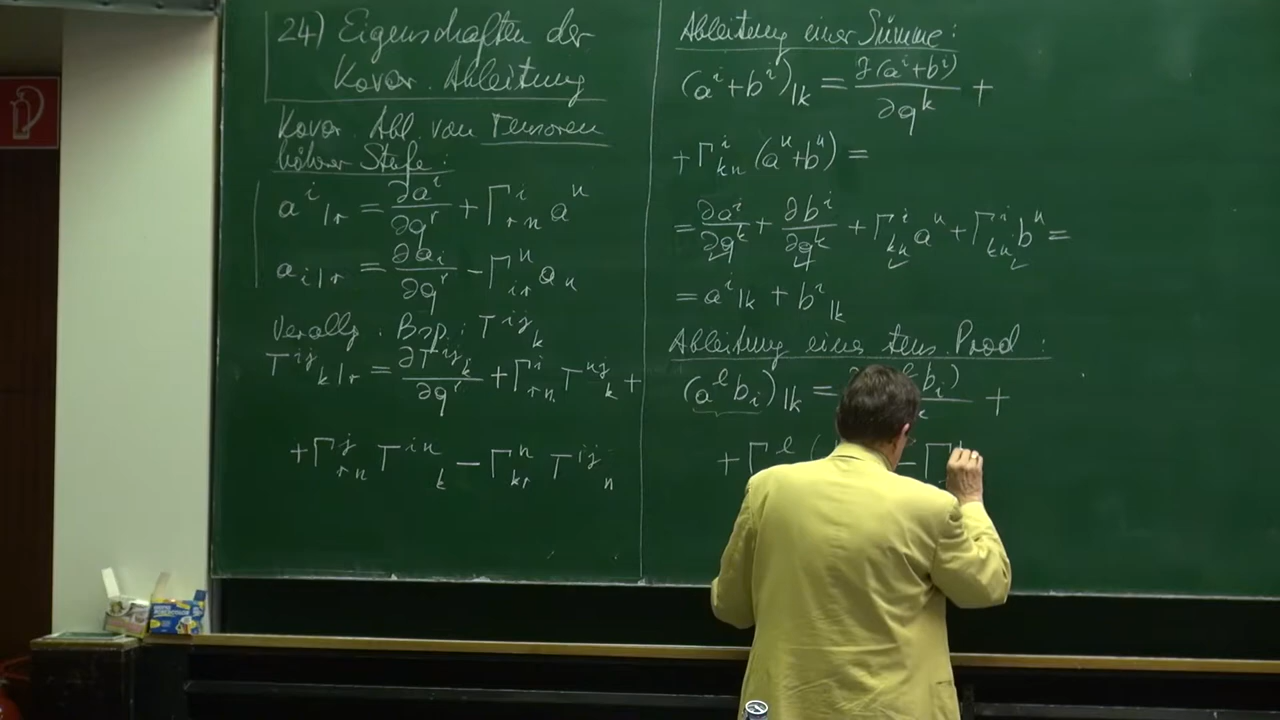 24) Eigenschaften der
Kovar. Ableitung
Kovar. Abl. von Tensoren
höherer Stufe:
a^i|r = ∂a^i/∂q^r + Γ^i_rn a^n
a_i|r = ∂a_i/∂q^r − Γ^n_ir a_n
Verallg. Bsp: T^ij_k
T^ij_k|r = ∂T^ij_k/∂q^r + Γ^i_rn T^nj_k +
+ Γ^j_rn T^in_k − Γ^n_kr T^ij_n
Ableitung einer Summe:
(a^i+b^i)|k = ∂(a^i+b^i)/∂q^k +
+ Γ^i_kn (a^n+b^n) =
= ∂a^i/∂q^k + ∂b^i/∂q^k + Γ^i_kn a^n + Γ^i_kn b^n =
= a^i|k + b^i|k
Ableitung eines tens. Prod:
(a^l b_i)|k = b_i) +
+ Γ^l ( − Γ